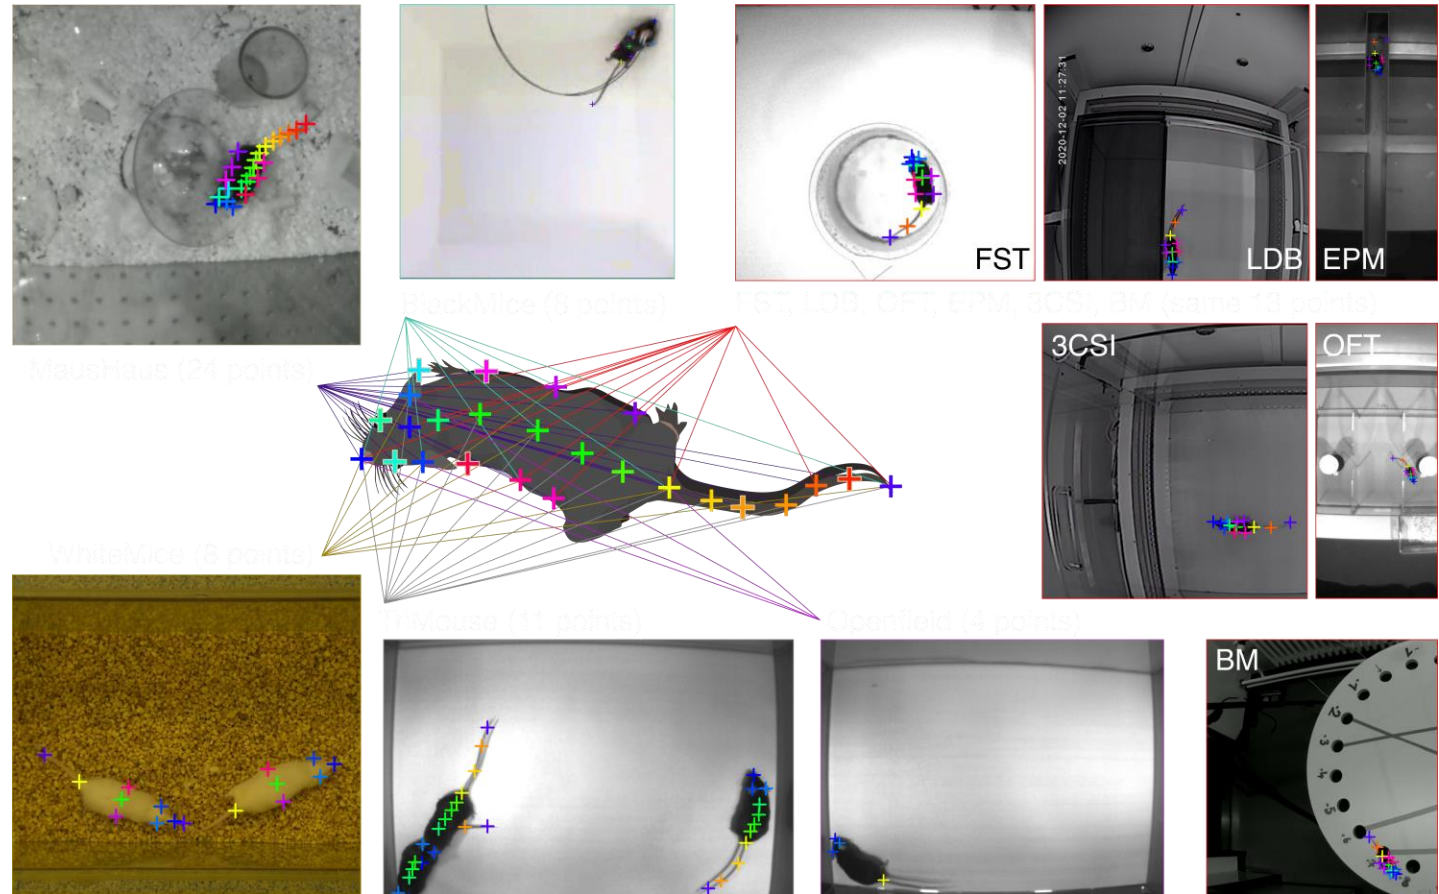 2020-12-02 11:27:31
FST
LDB
EPM
BlackMice (8 points)
FST, LDB, OFT, EPM, 3CSI, BM (same 13 points)
MausHaus (24 points)
3CSI
OFT
WhiteMice (8 points)
TriMouse (11 points)
Openfield (4 points)
BM